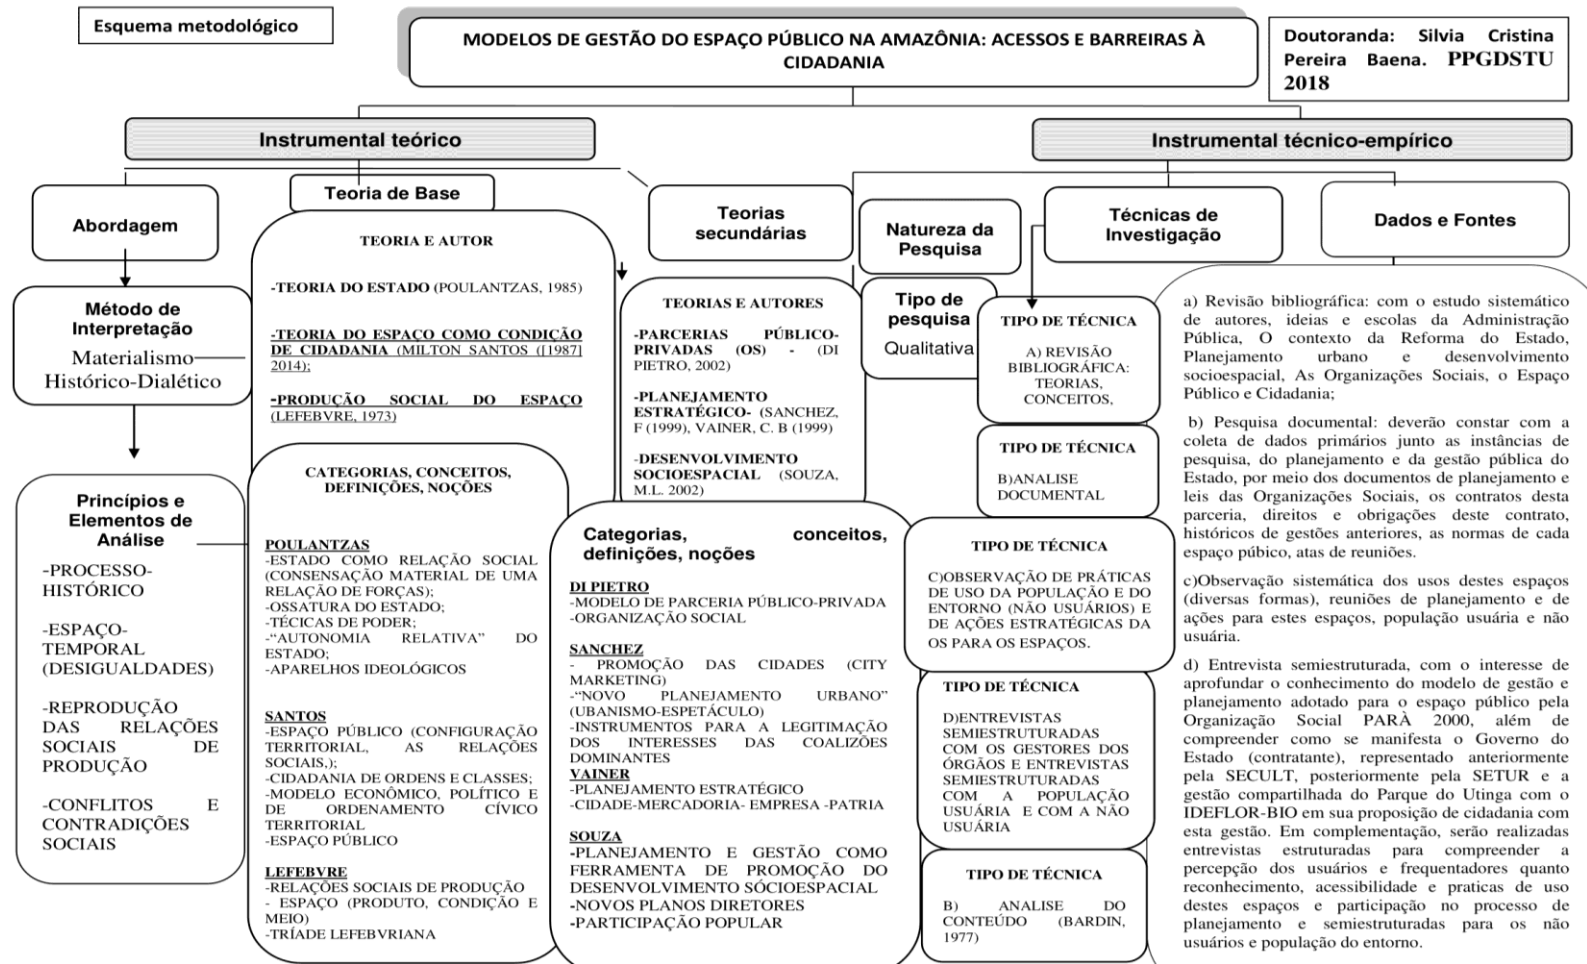 Esquema metodológico
MODELOS DE GESTÃO DO ESPAÇO PÚBLICO NA AMAZÔNIA: ACESSOS E BARREIRAS À
CIDADANIA
Doutoranda: Silvia Cristina
Pereira Baena. PPGDSTU
2018
Instrumental teórico
Instrumental técnico-empírico
Abordagem
Método de
Interpretação
Materialismo
Histórico-Dialético
Princípios e
Elementos de
Análise
-PROCESSO-
HISTÓRICO
-ESPAÇO-
TEMPORAL
(DESIGUALDADES)
-REPRODUÇÃO
DAS RELAÇÕES
SOCIAIS DE
PRODUÇÃO
-CONFLITOS E
CONTRADIÇÕES
SOCIAIS
Teoria de Base
TEORIA E AUTOR
-TEORIA DO ESTADO (POULANTZAS, 1985)
-TEORIA DO ESPAÇO COMO CONDIÇÃO
DE CIDADANIA (MILTON SANTOS ([1987]
2014);
-PRODUÇÃO SOCIAL DO ESPAÇO
(LEFEBVRE, 1973)
CATEGORIAS, CONCEITOS,
DEFINIÇÕES, NOÇÕES
POULANTZAS
-ESTADO COMO RELAÇÃO SOCIAL
(CONSENSAÇÃO MATERIAL DE UMA
RELAÇÃO DE FORÇAS);
-OSSATURA DO ESTADO;
-TÉCICAS DE PODER;
-“AUTONOMIA RELATIVA” DO
ESTADO;
-APARELHOS IDEOLÓGICOS
SANTOS
-ESPAÇO PÚBLICO (CONFIGURAÇÃO
TERRITORIAL, AS RELAÇÕES
SOCIAIS,);
-CIDADANIA DE ORDENS E CLASSES;
-MODELO ECONÔMICO, POLÍTICO E
DE ORDENAMENTO CÍVICO
TERRITORIAL
-ESPAÇO PÚBLICO
LEFEBVRE
-RELAÇÕES SOCIAIS DE PRODUÇÃO
- ESPAÇO (PRODUTO, CONDIÇÃO E
MEIO)
-TRÍADE LEFEBVRIANA
Teorias
secundárias
TEORIAS E AUTORES
-PARCERIAS PÚBLICO-
PRIVADAS (OS) - (DI
PIETRO, 2002)
-PLANEJAMENTO
ESTRATÉGICO- (SANCHEZ,
F (1999), VAINER, C. B (1999)
-DESENVOLVIMENTO
SOCIOESPACIAL (SOUZA,
M.L. 2002)
Categorias, conceitos,
definições, noções
DI PIETRO
-MODELO DE PARCERIA PÚBLICO-PRIVADA
-ORGANIZAÇÃO SOCIAL
SANCHEZ
- PROMOÇÃO DAS CIDADES (CITY
MARKETING)
-“NOVO PLANEJAMENTO URBANO”
(UBANISMO-ESPETÁCULO)
-INSTRUMENTOS PARA A LEGITIMAÇÃO
DOS INTERESSES DAS COALIZÕES
DOMINANTES
VAINER
-PLANEJAMENTO ESTRATÉGICO
-CIDADE-MERCADORIA- EMPRESA -PATRIA
SOUZA
-PLANEJAMENTO E GESTÃO COMO
FERRAMENTA DE PROMOÇÃO DO
DESENVOLVIMENTO SÓCIOESPACIAL
-NOVOS PLANOS DIRETORES
-PARTICIPAÇÃO POPULAR
Natureza da
Pesquisa
Tipo de
pesquisa
Qualitativa
Técnicas de
Investigação
TIPO DE TÉCNICA
A) REVISÃO
BIBLIOGRÁFICA:
TEORIAS,
CONCEITOS,
TIPO DE TÉCNICA
B)ANALISE
DOCUMENTAL
TIPO DE TÉCNICA
C)OBSERVAÇÃO DE PRÁTICAS
DE USO DA POPULAÇÃO E DO
ENTORNO (NÃO USUÁRIOS) E
DE AÇÕES ESTRATÉGICAS DA
OS PARA OS ESPAÇOS.
TIPO DE TÉCNICA
D)ENTREVISTAS
SEMIESTRUTURADAS
COM OS GESTORES DOS
ÓRGÃOS E ENTREVISTAS
SEMIESTRUTURADAS
COM A POPULAÇÃO
USUÁRIA E COM A NÃO
USUÁRIA
TIPO DE TÉCNICA
B) ANALISE DO
CONTEÚDO (BARDIN,
1977)
Dados e Fontes
a) Revisão bibliográfica: com o estudo sistemático
de autores, ideias e escolas da Administração
Pública, O contexto da Reforma do Estado,
Planejamento urbano e desenvolvimento
socioespacial, As Organizações Sociais, o Espaço
Público e Cidadania;
b) Pesquisa documental: deverão constar com a
coleta de dados primários junto as instâncias de
pesquisa, do planejamento e da gestão pública do
Estado, por meio dos documentos de planejamento e
leis das Organizações Sociais, os contratos desta
parceria, direitos e obrigações deste contrato,
históricos de gestões anteriores, as normas de cada
espaço púbico, atas de reuniões.
c)Observação sistemática dos usos destes espaços
(diversas formas), reuniões de planejamento e de
ações para estes espaços, população usuária e não
usuária.
d) Entrevista semiestruturada, com o interesse de
aprofundar o conhecimento do modelo de gestão e
planejamento adotado para o espaço público pela
Organização Social PARÀ 2000, além de
compreender como se manifesta o Governo do
Estado (contratante), representado anteriormente
pela SECULT, posteriormente pela SETUR e a
gestão compartilhada do Parque do Utinga com o
IDEFLOR-BIO em sua proposição de cidadania com
esta gestão. Em complementação, serão realizadas
entrevistas estruturadas para compreender a
percepção dos usuários e frequentadores quanto
reconhecimento, acessibilidade e praticas de uso
destes espaços e participação no processo de
planejamento e semiestruturadas para os não
usuários e população do entorno.